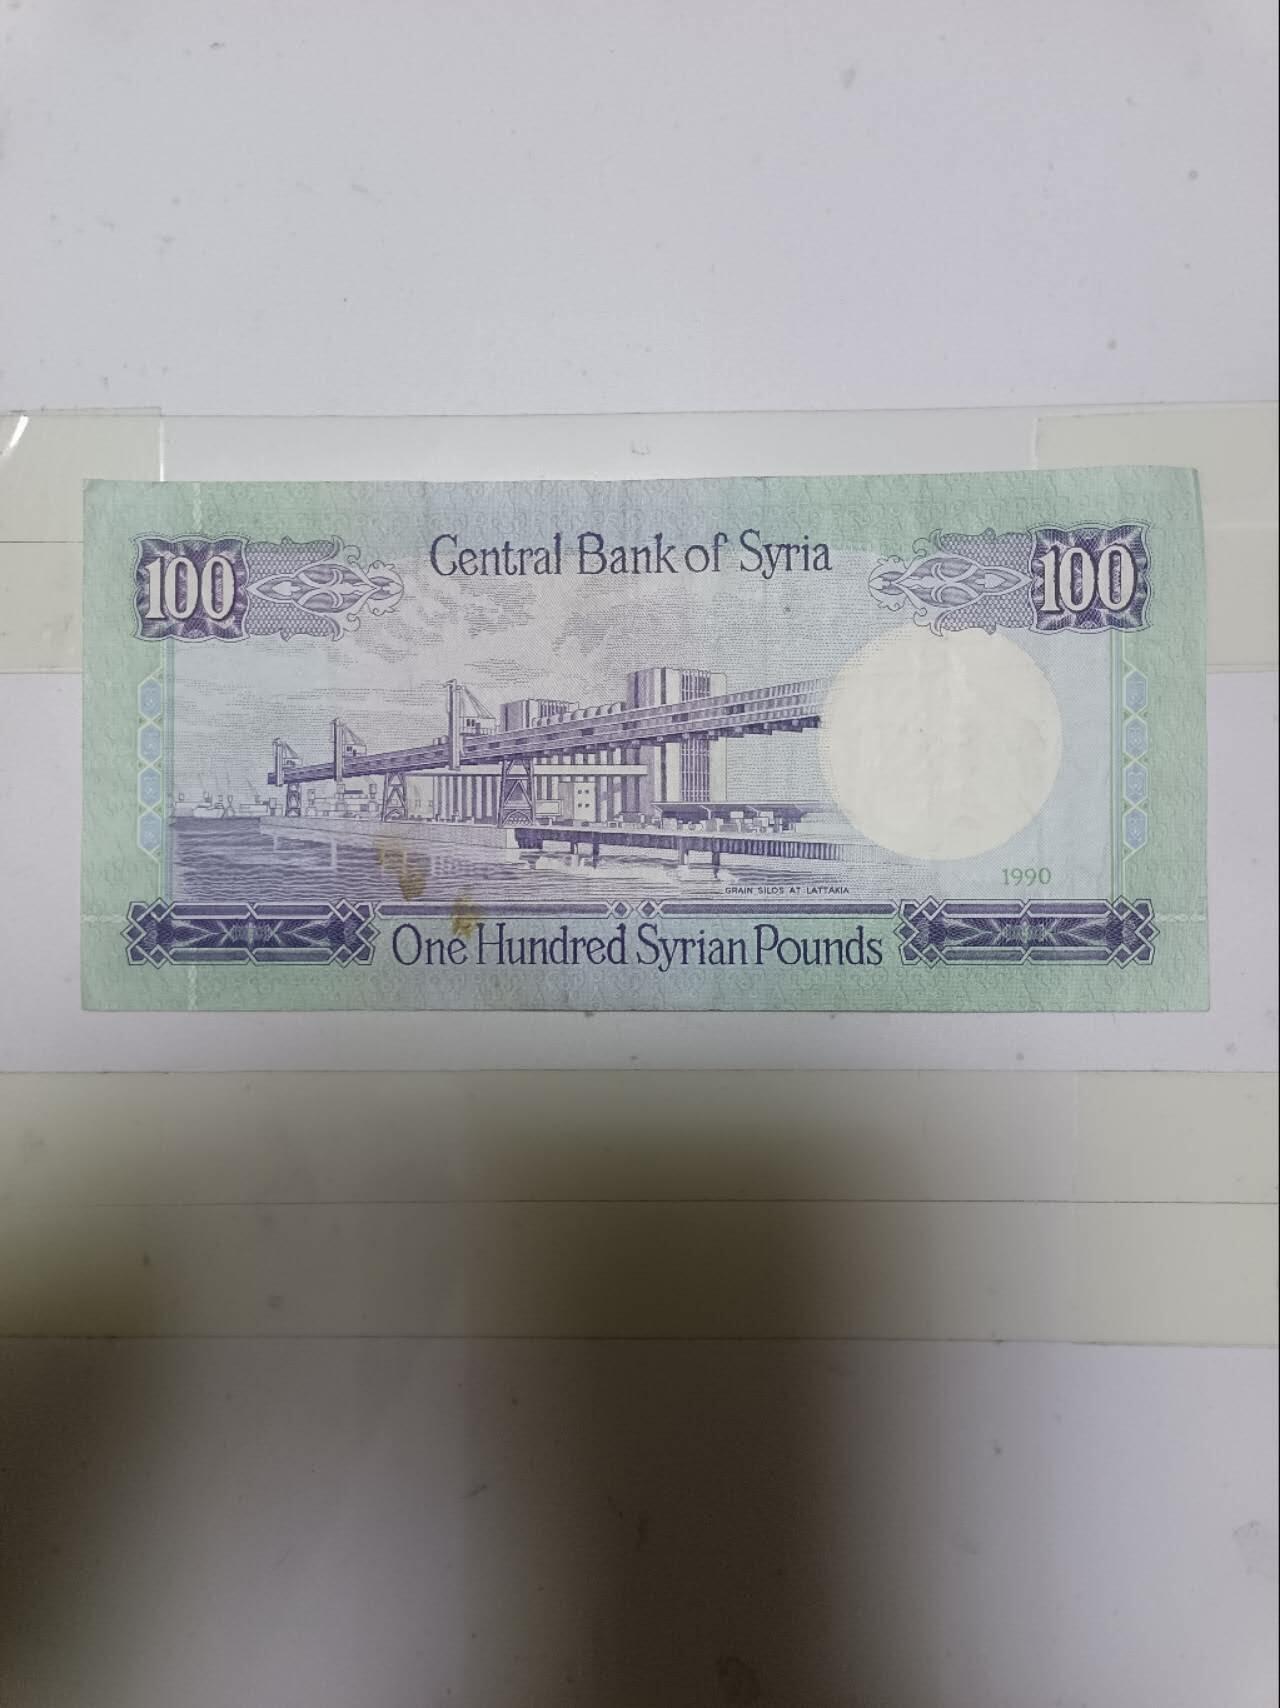 Central Bank of Syria
100
100
GRAIN SILOS AT LATTAKIA
1990
One Hundred Syrian Pounds